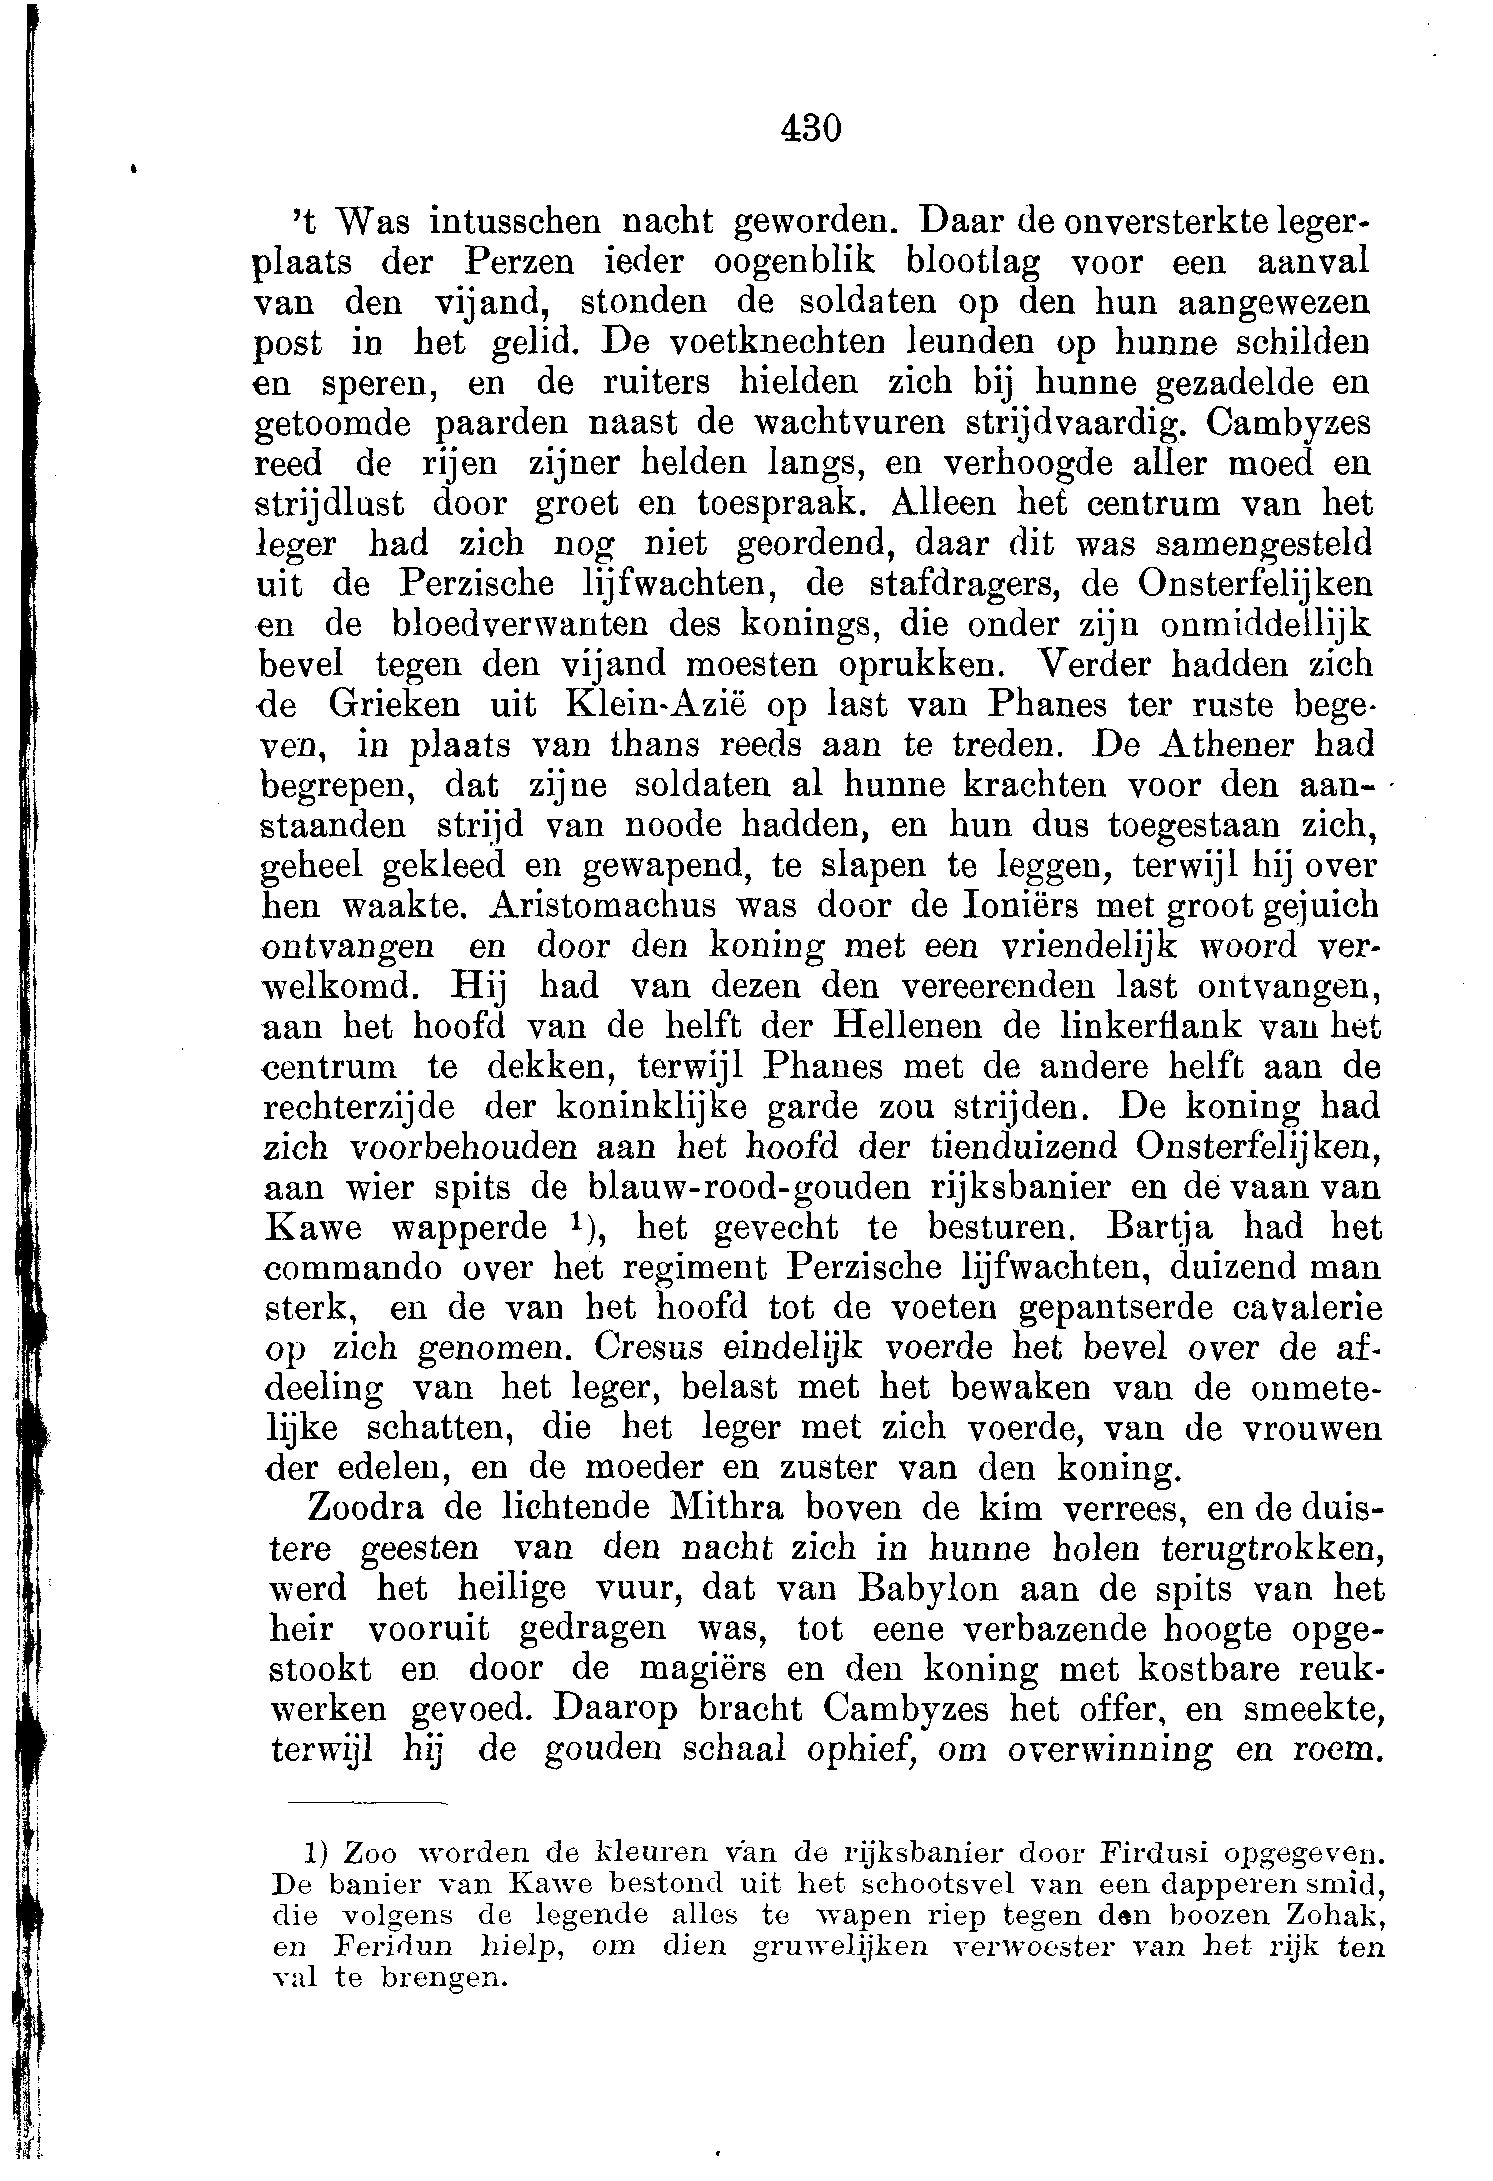 430
't Was intusschen nacht geworden. Daar de onversterkte leger-
plaats der Perzen ieder oogenblik blootlag voor een aanval
van den vijand, stonden de soldaten op den hun aangewezen
post in het gelid. De voetknechten leunden op hunne schilden
en speren, en de ruiters hielden zich bij hunne gezadelde en
getoomde paarden naast de wachtvuren strijdvaardig. Cambyzes
reed de rijen zijner helden langs, en verhoogde aller moed en
strijdlust door groet en toespraak. Alleen het centrum van het
leger had zich nog niet geordend, daar dit was samengesteld
uit de Perzische lijfwachten, de stafdragers, de Onsterfelijken
en de bloedverwanten des konings, die onder zijn onmiddellijk
bevel tegen den vijand moesten oprukken. Verder hadden zich
de Grieken uit Klein-Azië op last van Phanes ter ruste bege-
ven, in plaats van thans reeds aan te treden. De Athener had
begrepen, dat zijne soldaten al hunne krachten voor den aan-
staanden strijd van noode hadden, en hun dus toegestaan zich,
geheel gekleed en gewapend, te slapen te leggen, terwijl hij over
hen waakte. Aristomachus was door de Ioniërs met groot gejuich
ontvangen en door den koning met een vriendelijk woord ver-
welkomd. Hij had van dezen den vereerenden last ontvangen,
aan het hoofd van de helft der Hellenen de linkerflank van het
centrum te dekken, terwijl Phanes met de andere helft aan de
rechterzijde der koninklijke garde zou strijden. De koning had
zich voorbehouden aan het hoofd der tienduizend Onsterfelijken,
aan wier spits de blauw-rood-gouden rijksbanier en de vaan van
Kawe wapperde ¹), het gevecht te besturen. Bartja had het
commando over het regiment Perzische lijfwachten, duizend man
sterk, en de van het hoofd tot de voeten gepantserde cavalerie
op zich genomen. Cresus eindelijk voerde het bevel over de af-
deeling van het leger, belast met het bewaken van de onmete-
lijke schatten, die het leger met zich voerde, van de vrouwen
der edelen, en de moeder en zuster van den koning.
Zoodra de lichtende Mithra boven de kim verrees, en de duis-
tere geesten van den nacht zich in hunne holen terugtrokken,
werd het heilige vuur, dat van Babylon aan de spits van het
heir vooruit gedragen was, tot eene verbazende hoogte opge-
stookt en door de magiërs en den koning met kostbare reuk-
werken gevoed. Daarop bracht Cambyzes het offer, en smeekte,
terwijl hij de gouden schaal ophief, om overwinning en roem.
1) Zoo worden de kleuren van de rijksbanier door Firdusi opgegeven.
De banier van Kawe bestond uit het schootsvel van een dapperen smid,
die volgens de legende alles te wapen riep tegen den boozen Zohak,
en Feridun hielp, om dien gruwelijken verwoester van het rijk ten
val te brengen.